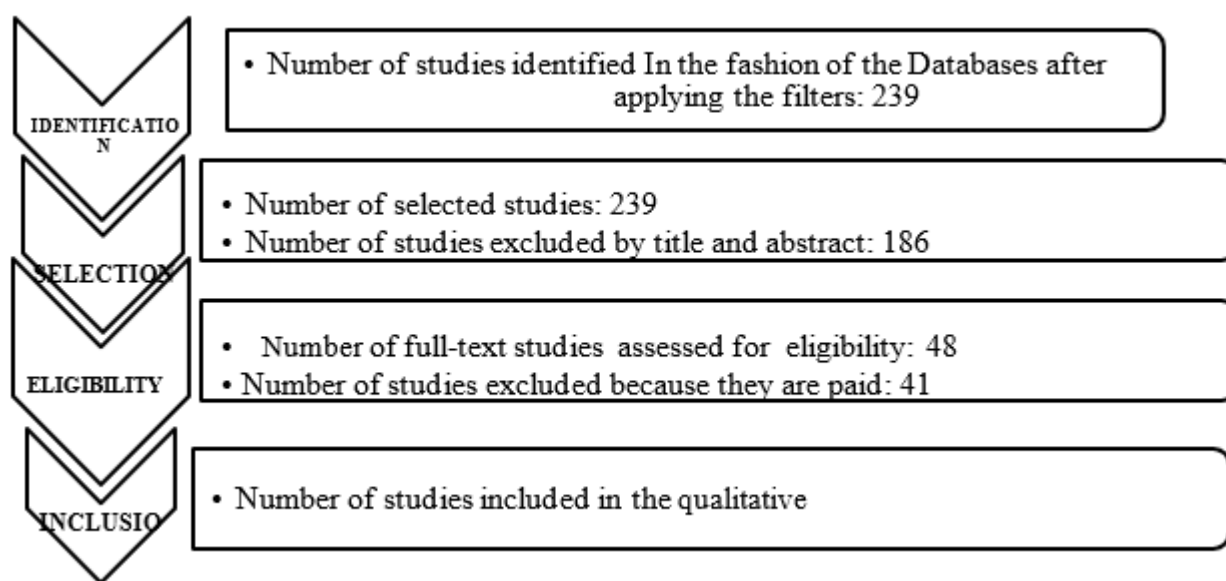 • Number of studies identified In the fashion of the Databases after
applying the filters: 239
IDENTIFICATIO
N
• Number of selected studies: 239
• Number of studies excluded by title and abstract: 186
SELECTION
• Number of full-text studies assessed for eligibility: 48
• Number of studies excluded because they are paid: 41
ELIGIBILITY
• Number of studies included in the qualitative
INCLUSIO